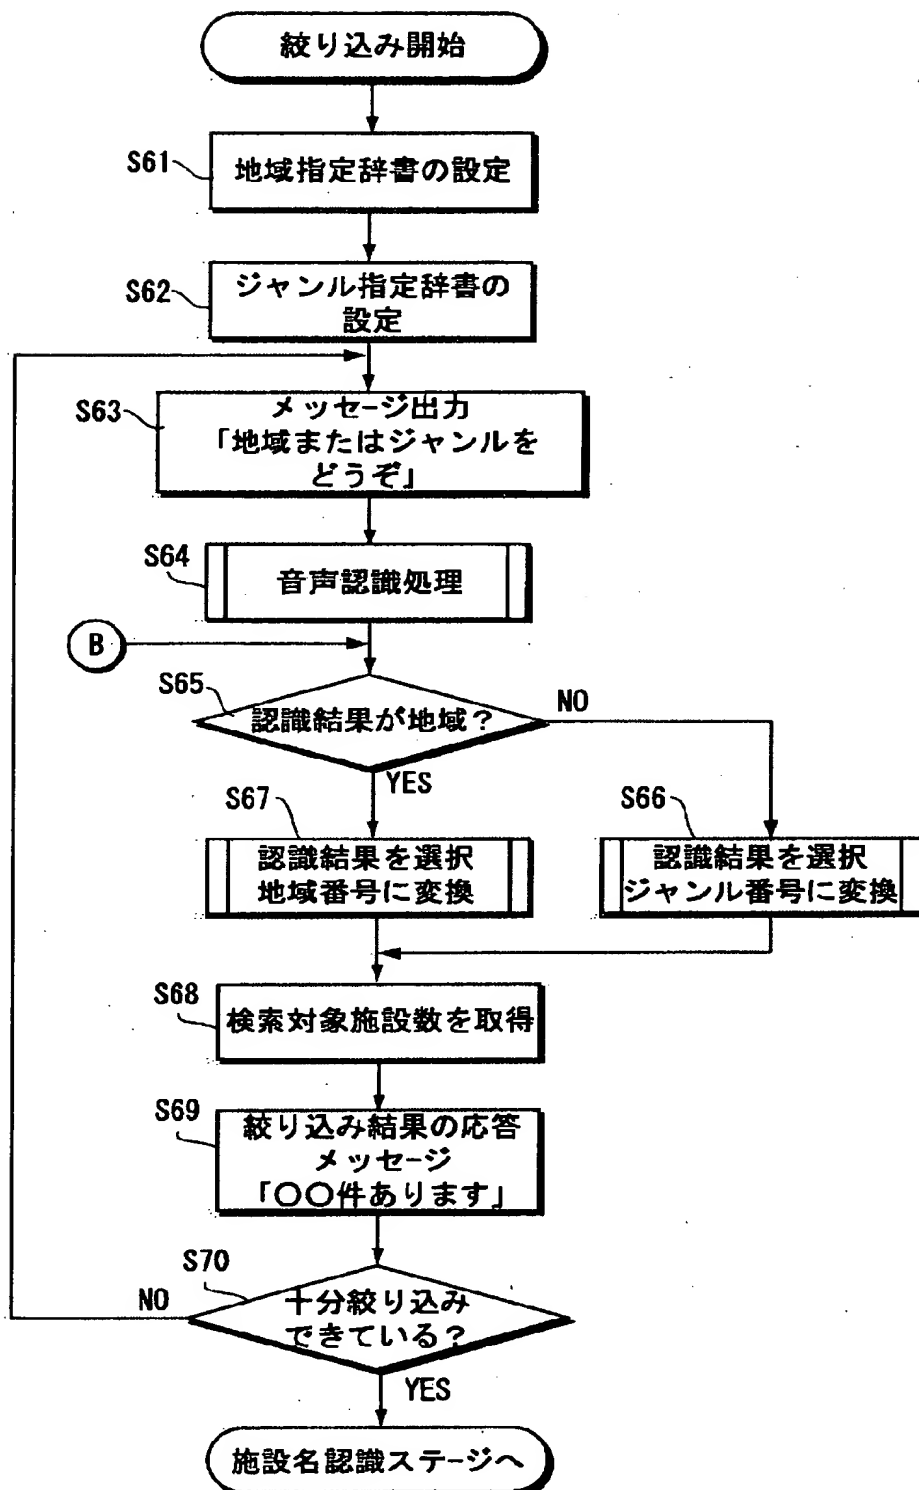 絞り込み開始
S61
地域指定辞書の設定
S62
ジャンル指定辞書の
設定
S63
メッセージ出力
「地域またはジャンルを
どうぞ」
S64
音声認識処理
B
S65
認識結果が地域？
NO
YES
S67
認識結果を選択
地域番号に変換
S66
認識結果を選択
ジャンル番号に変換
S68
検索対象施設数を取得
S69
絞り込み結果の応答
メッセージ
「〇〇件あります」
S70
十分絞り込み
できている？
NO
YES
施設名認識ステージへ